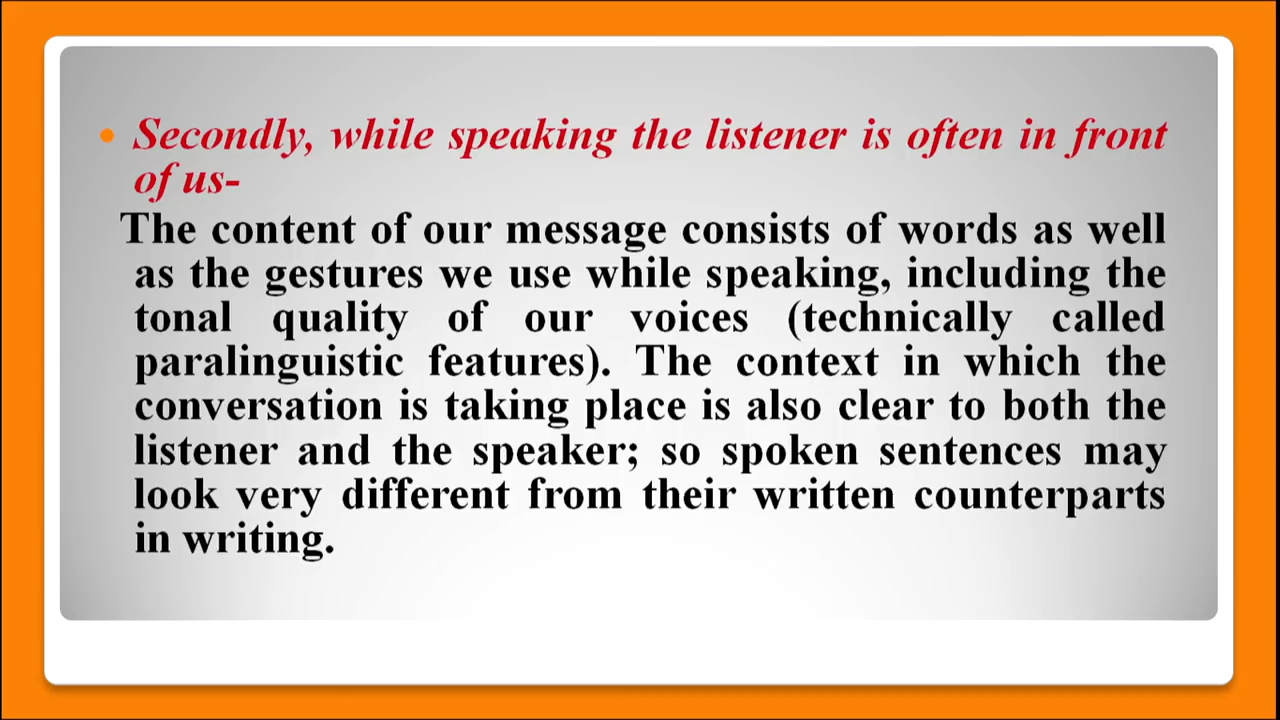 Secondly, while speaking the listener is often in front
of us-
The content of our message consists of words as well
as the gestures we use while speaking, including the
tonal quality of our voices (technically called
paralinguistic features). The context in which the
conversation is taking place is also clear to both the
listener and the speaker; so spoken sentences may
look very different from their written counterparts
in writing.